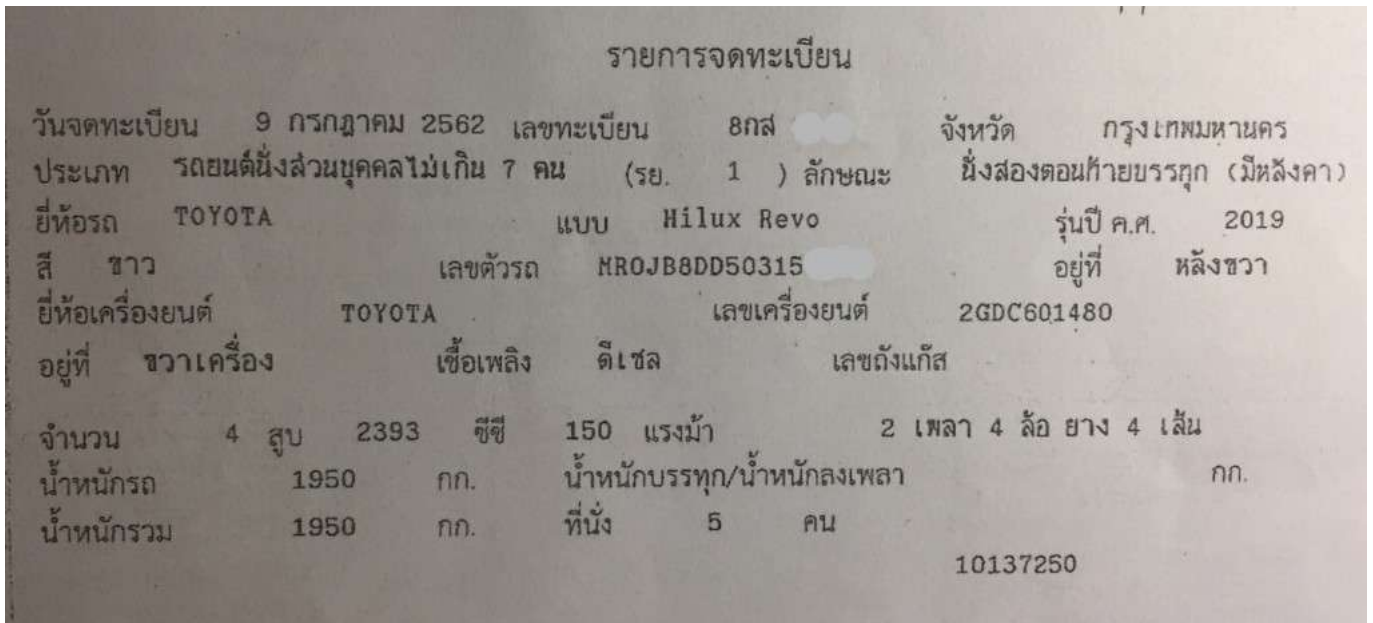 รายการจดทะเบียน
วันจดทะเบียน 9 กรกฎาคม 2562 เลขทะเบียน 8กส จังหวัด กรุงเทพมหานคร
ประเภท รถยนต์นั่งส่วนบุคคลไม่เกิน 7 คน (รย. 1 ) ลักษณะ นั่งสองตอนท้ายบรรทุก (มีหลังคา)
ยี่ห้อรถ TOYOTA แบบ Hilux Revo รุ่นปี ค.ศ. 2019
สี ขาว เลขตัวรถ MR0JB8DD50315 อยู่ที่ หลังขวา
ยี่ห้อเครื่องยนต์ TOYOTA เลขเครื่องยนต์ 2GDC601480
อยู่ที่ ขวาเครื่อง เชื้อเพลิง ดีเซล เลขถังแก๊ส
จำนวน 4 สูบ 2393 ซีซี 150 แรงม้า 2 เพลา 4 ล้อ ยาง 4 เส้น
น้ำหนักรถ 1950 กก. น้ำหนักบรรทุก/น้ำหนักลงเพลา กก.
น้ำหนักรวม 1950 กก. ที่นั่ง 5 คน
10137250